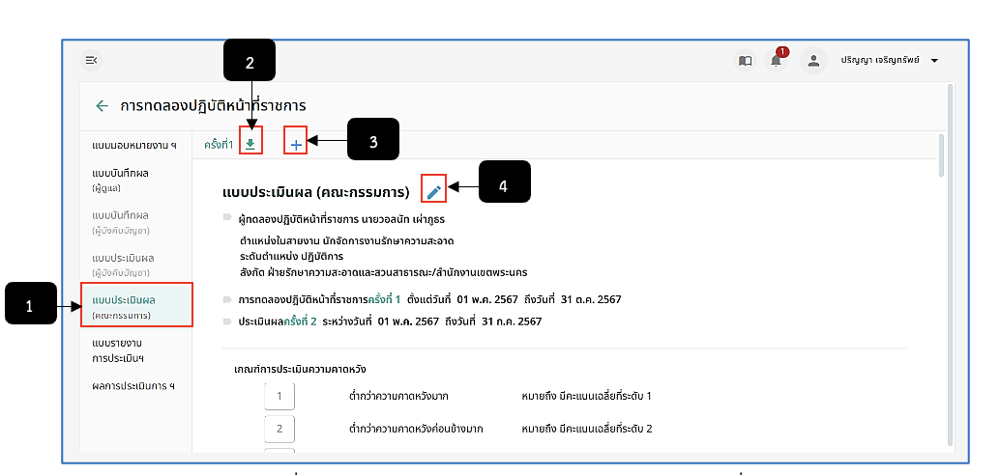 2
1
ปริญญา เจริญทรัพย์
การทดลองปฏิบัติหน้าที่ราชการ
3
แบบมอบหมายงาน ฯ
ครั้งที่1
แบบบันทึกผล
(ผู้ดูแล)
4
แบบประเมินผล (คณะกรรมการ)
แบบบันทึกผล
(ผู้บังคับบัญชา)
ผู้ทดลองปฏิบัติหน้าที่ราชการ นายวอลนัท เผ่าภูธร
ตำแหน่งในสายงาน นักจัดการงานรักษาความสะอาด
แบบประเมินผล
(ผู้บังคับบัญชา)
ระดับตำแหน่ง ปฏิบัติการ
สังกัด ฝ่ายรักษาความสะอาดและสวนสาธารณะ/สำนักงานเขตพระนคร
1
แบบประเมินผล
(คณะกรรมการ)
การทดลองปฏิบัติหน้าที่ราชการครั้งที่ 1 ตั้งแต่วันที่ 01 พ.ค. 2567 ถึงวันที่ 31 ต.ค. 2567
ประเมินผลครั้งที่ 2 ระหว่างวันที่ 01 พ.ค. 2567 ถึงวันที่ 31 ก.ค. 2567
แบบรายงาน
การประเมินฯ
ผลการประเมินการ ฯ
เกณฑ์การประเมินความคาดหวัง
1 ต่ำกว่าความคาดหวังมาก หมายถึง มีคะแนนเฉลี่ยที่ระดับ 1
2 ต่ำกว่าความคาดหวังค่อนข้างมาก หมายถึง มีคะแนนเฉลี่ยที่ระดับ 2